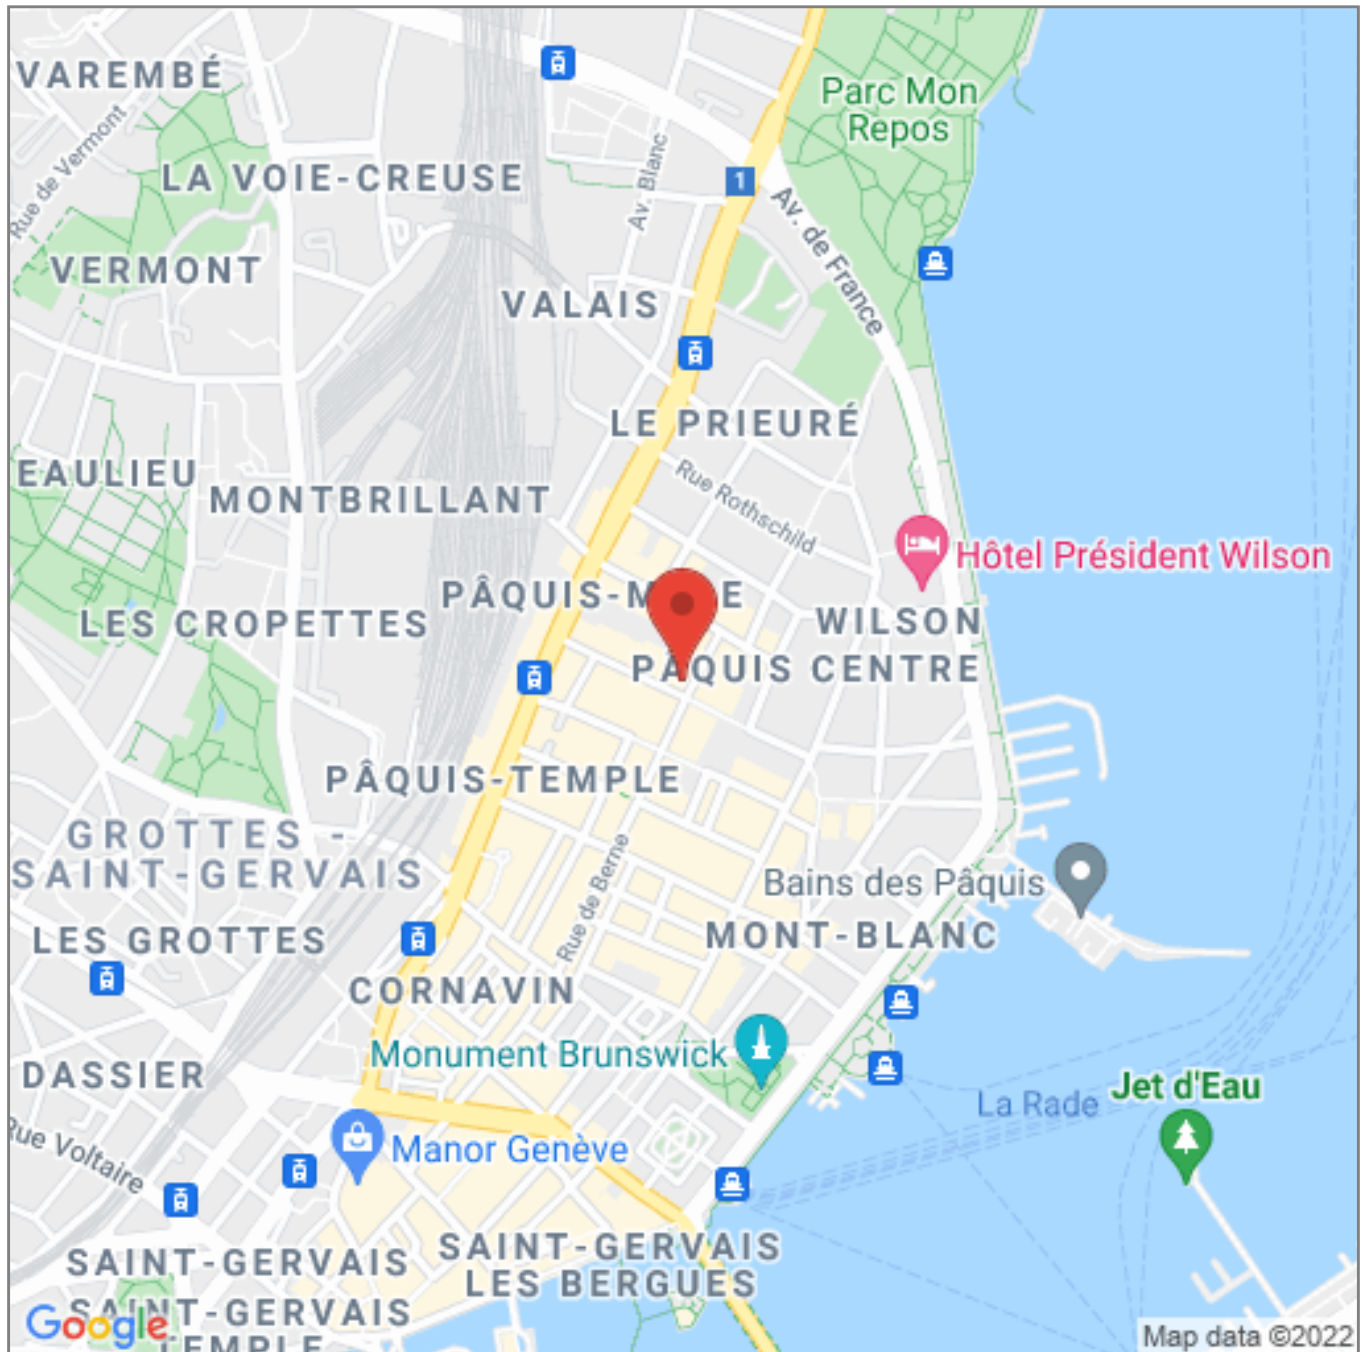 VAREMBÉ
Parc Mon
Repos
Rue de Vermont
LA VOIE-CREUSE
Av. Blanc
1
Av. de France
VERMONT
VALAIS
LE PRIEURÉ
EAULIEU
MONTBRILLANT
Rue Rothschild
Hôtel Président Wilson
PÂQUIS-M E
LES CROPETTES
WILSON
PÂQUIS CENTRE
PÂQUIS-TEMPLE
GROTTES -
SAINT-GERVAIS
Rue de Berne
Bains des Pâquis
LES GROTTES
MONT-BLANC
CORNAVIN
Monument Brunswick
DASSIER
Jet d'Eau
La Rade
Rue Voltaire
Manor Genève
SAINT-GERVAIS
LES BERGUES
SAINT-GERVAIS
SAINT-GERVAIS
TEMPLE
Google
Map data ©2022